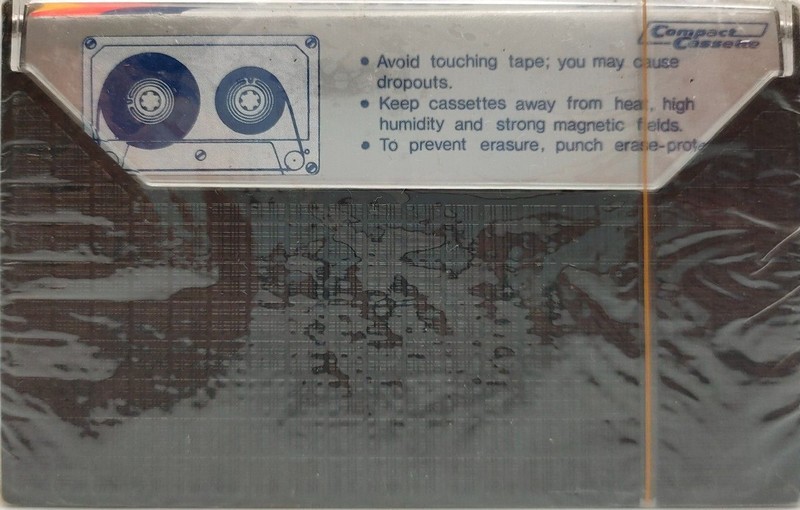 Compact
Cassette
• Avoid touching tape; you may cause
dropouts.
• Keep cassettes away from heat, high
humidity and strong magnetic fields.
• To prevent erasure, punch erase-prote